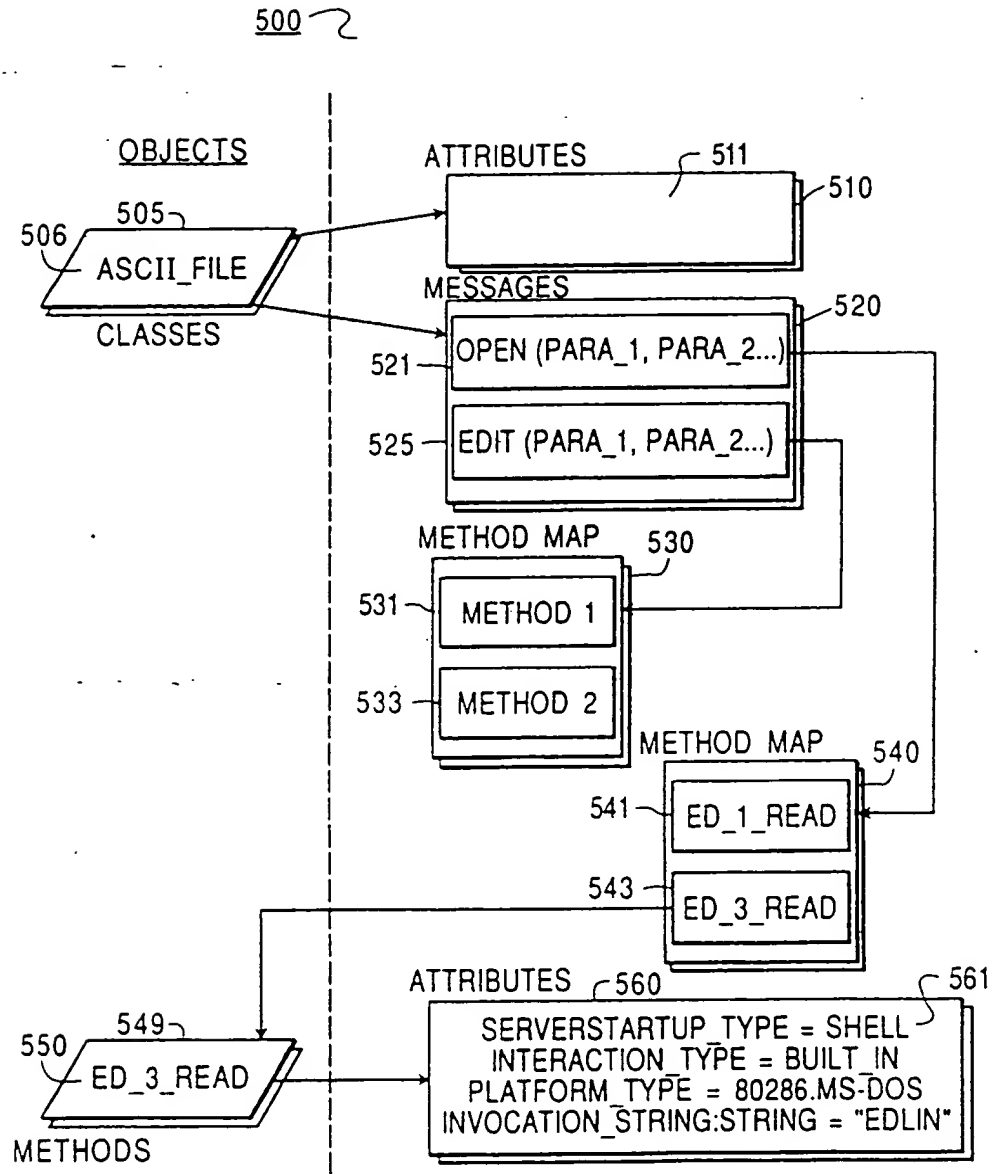 500
OBJECTS
ATTRIBUTES
511
510
505
506
ASCII_FILE
CLASSES
MESSAGES
520
521
OPEN (PARA_1, PARA_2...)
525
EDIT (PARA_1, PARA_2...)
METHOD MAP
530
531
METHOD 1
533
METHOD 2
METHOD MAP
540
541
ED_1_READ
543
ED_3_READ
ATTRIBUTES
560
561
SERVERSTARTUP_TYPE = SHELL
INTERACTION_TYPE = BUILT_IN
PLATFORM_TYPE = 80286.MS-DOS
INVOCATION_STRING:STRING = "EDLIN"
549
550
ED_3_READ
METHODS